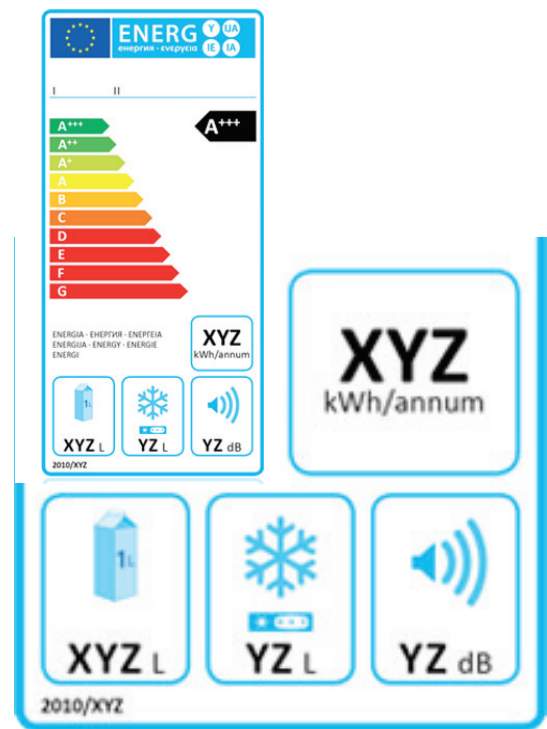 ENERG Y UA
енергия · ενεργεια IE IA
I II
A+++ A+++
A++
A+
A
B
C
D
E
F
G
ENERGIA · ЕНЕРГИЯ · ΕΝΕΡΓΕΙΑ
ENERGIJA · ENERGY · ENERGIE
ENERGI
XYZ
kWh/annum
1L
XYZ L
YZ L
YZ dB
2010/XYZ
XYZ
kWh/annum
1L
XYZ L
YZ L
YZ dB
2010/XYZ